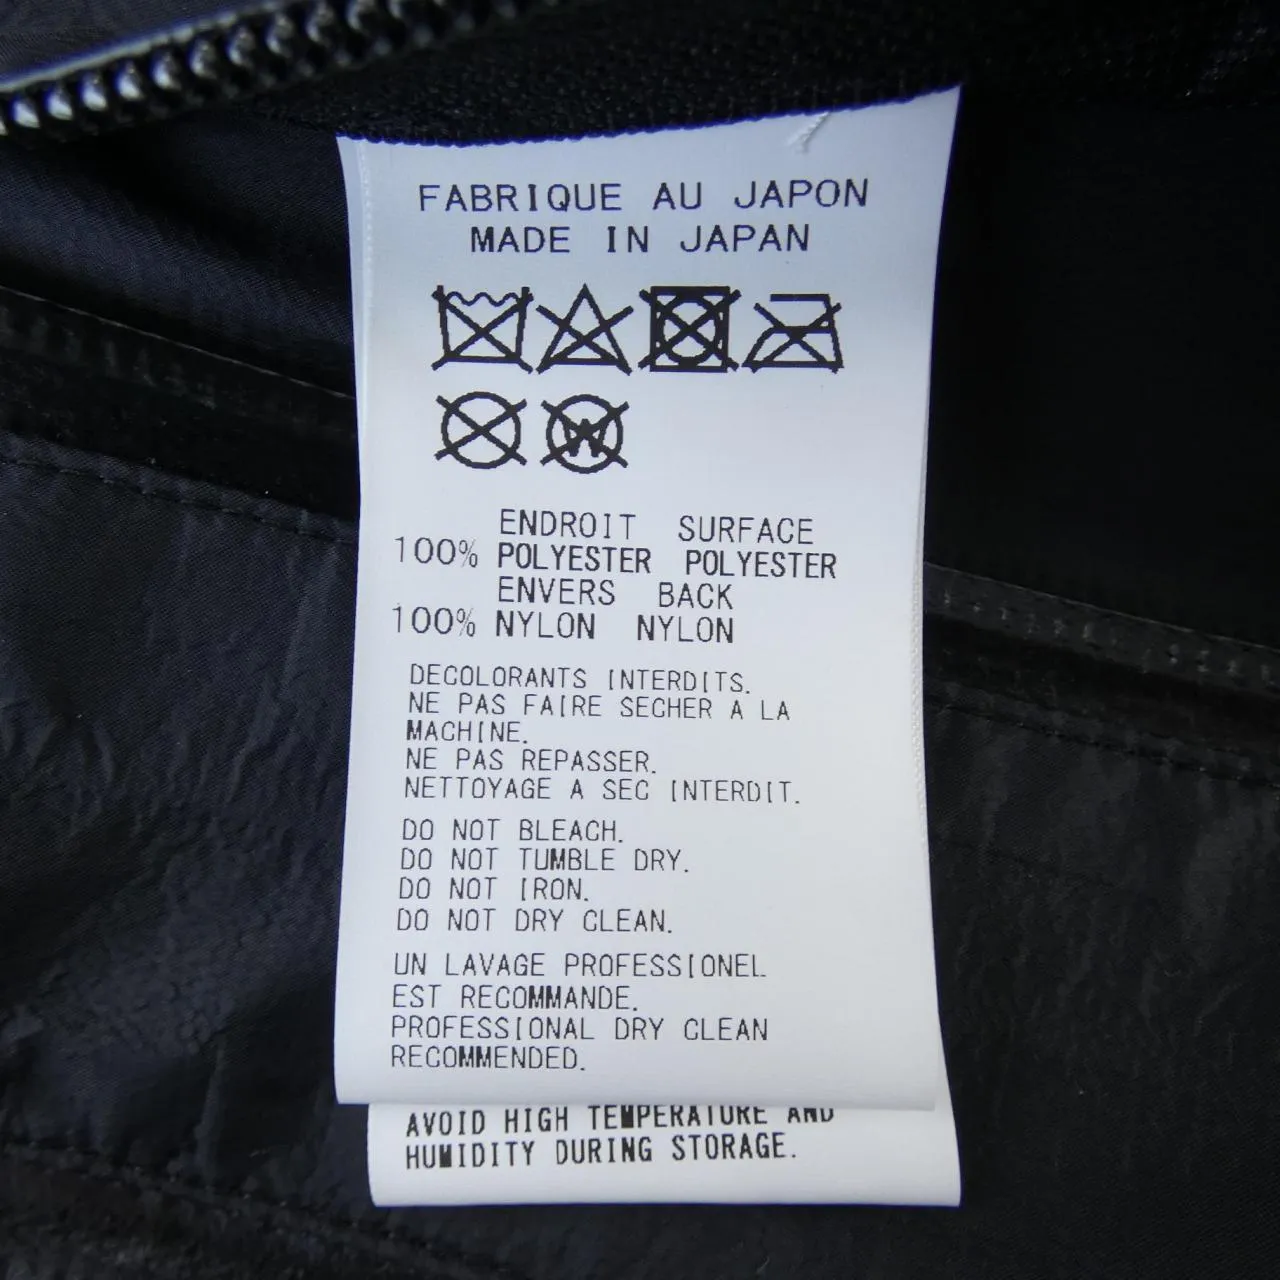 FABRIQUE AU JAPON
MADE IN JAPAN
W
ENDROIT SURFACE
100% POLYESTER POLYESTER
ENVERS BACK
100% NYLON NYLON
DECOLORANTS INTERDITS.
NE PAS FAIRE SECHER A LA
MACHINE.
NE PAS REPASSER.
NETTOYAGE A SEC INTERDIT.
DO NOT BLEACH.
DO NOT TUMBLE DRY.
DO NOT IRON.
DO NOT DRY CLEAN.
UN LAVAGE PROFESSIONEL
EST RECOMMANDE.
PROFESSIONAL DRY CLEAN
RECOMMENDED.
AVOID HIGH TEMPERATURE AND
HUMIDITY DURING STORAGE.